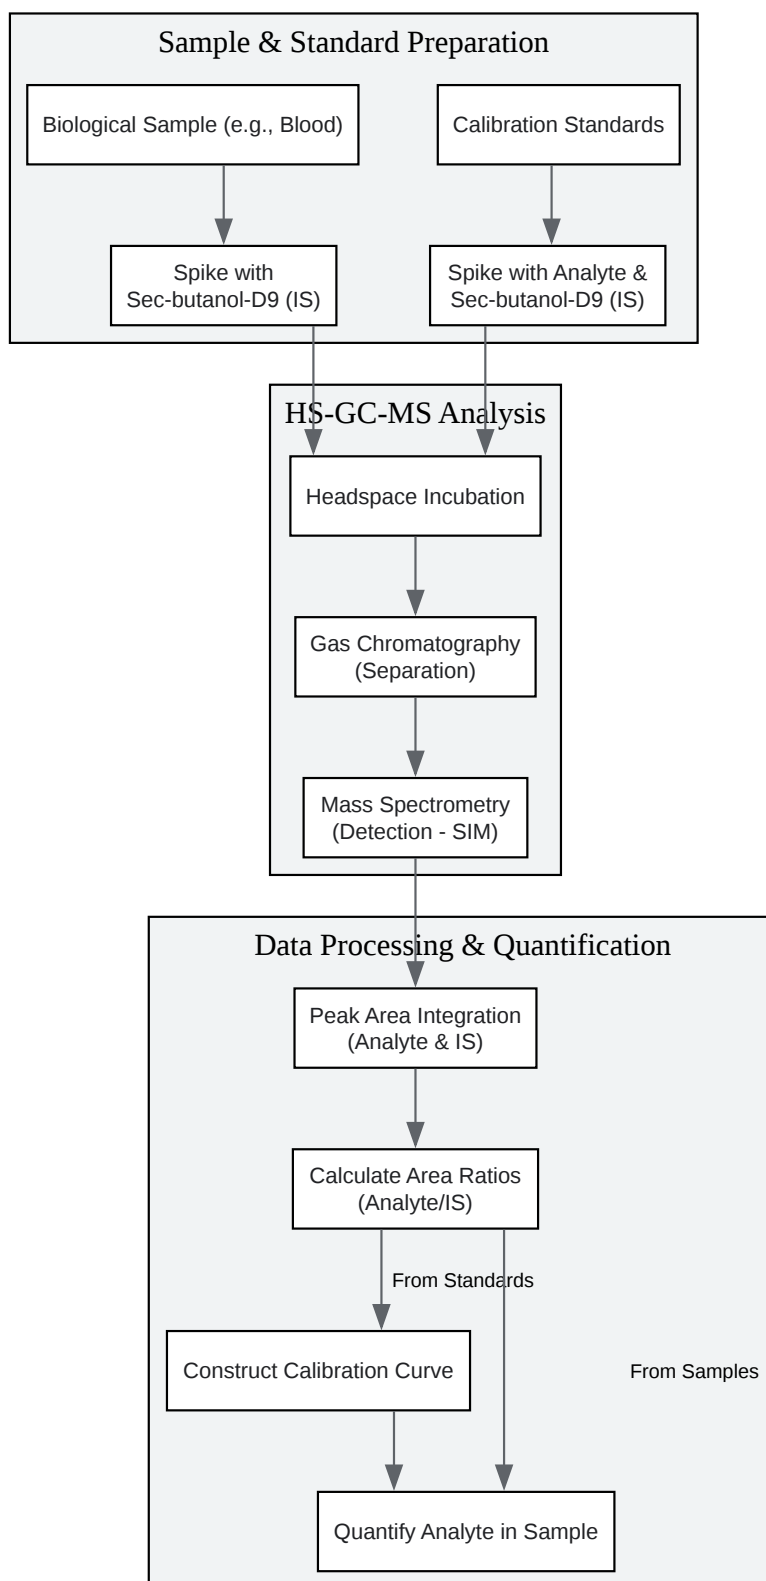 Sample & Standard Preparation
Biological Sample (e.g., Blood)
Calibration Standards
Spike with
Sec-butanol-D9 (IS)
Spike with Analyte &
Sec-butanol-D9 (IS)
HS-GC-MS Analysis
Headspace Incubation
Gas Chromatography
(Separation)
Mass Spectrometry
(Detection - SIM)
Data Processing & Quantification
Peak Area Integration
(Analyte & IS)
Calculate Area Ratios
(Analyte/IS)
From Standards
Construct Calibration Curve
From Samples
Quantify Analyte in Sample